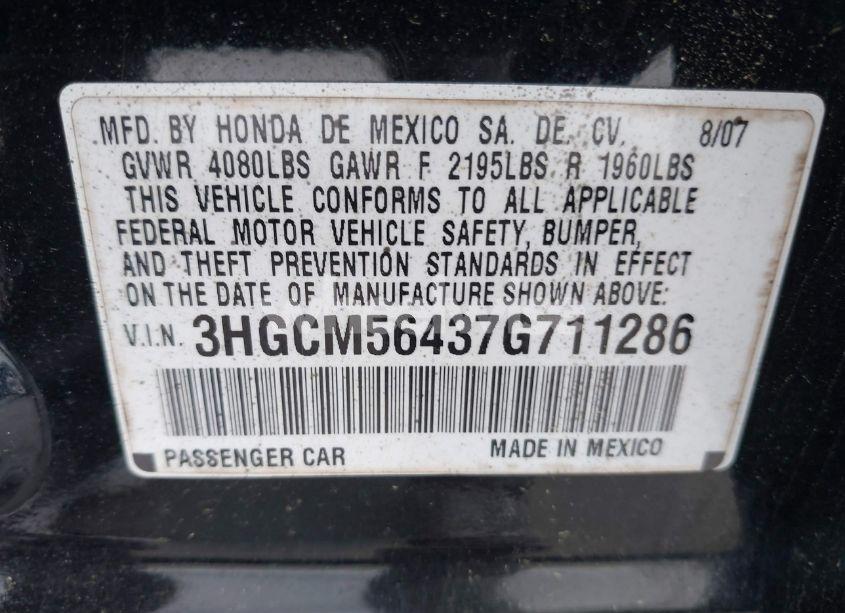 MFD. BY HONDA DE MEXICO SA. DE. CV. 8/07
GVWR 4080LBS GAWR F 2195LBS R 1960LBS
THIS VEHICLE CONFORMS TO ALL APPLICABLE
FEDERAL MOTOR VEHICLE SAFETY, BUMPER,
AND THEFT PREVENTION STANDARDS IN EFFECT
ON THE DATE OF MANUFACTURE SHOWN ABOVE:
V.I.N. 3HGCM56437G711286
PASSENGER CAR MADE IN MEXICO